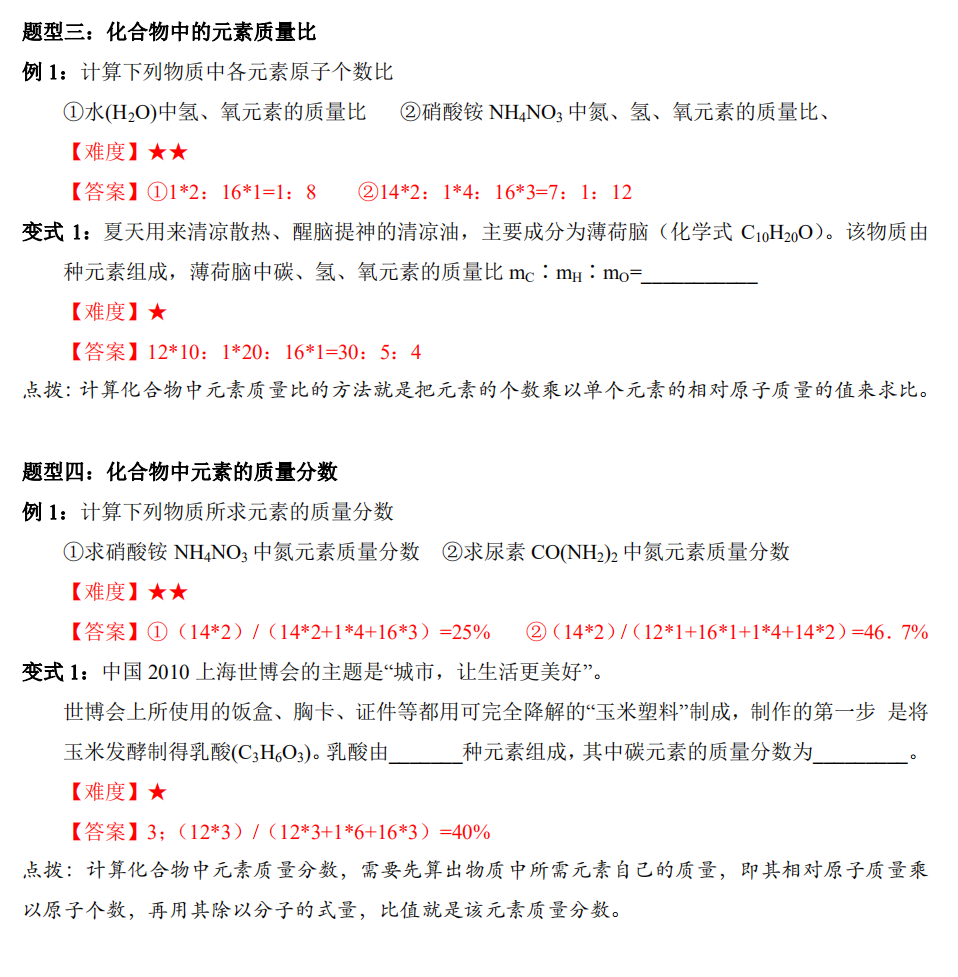 题型三：化合物中的元素质量比
例 1：计算下列物质中各元素原子个数比
①水(H₂O)中氢、氧元素的质量比 ②硝酸铵 NH₄NO₃ 中氮、氢、氧元素的质量比、
【难度】★★
【答案】①1*2：16*1=1：8 ②14*2：1*4：16*3=7：1：12
变式 1：夏天用来清凉散热、醒脑提神的清凉油，主要成分为薄荷脑（化学式 C₁₀H₂₀O）。该物质由
种元素组成，薄荷脑中碳、氢、氧元素的质量比 mC∶mH∶mO=___________
【难度】★
【答案】12*10：1*20：16*1=30：5：4
点拨：计算化合物中元素质量比的方法就是把元素的个数乘以单个元素的相对原子质量的值来求比。
题型四：化合物中元素的质量分数
例 1：计算下列物质所求元素的质量分数
①求硝酸铵 NH₄NO₃ 中氮元素质量分数 ②求尿素 CO(NH₂)₂ 中氮元素质量分数
【难度】★★
【答案】①（14*2）/（14*2+1*4+16*3）=25% ②（14*2）/（12*1+16*1+1*4+14*2）=46．7%
变式 1：中国 2010 上海世博会的主题是“城市，让生活更美好”。
世博会上所使用的饭盒、胸卡、证件等都用可完全降解的“玉米塑料”制成，制作的第一步 是将
玉米发酵制得乳酸(C₃H₆O₃)。乳酸由_______种元素组成，其中碳元素的质量分数为_________。
【难度】★
【答案】3；（12*3）/（12*3+1*6+16*3）=40%
点拨：计算化合物中元素质量分数，需要先算出物质中所需元素自己的质量，即其相对原子质量乘
以原子个数，再用其除以分子的式量，比值就是该元素质量分数。